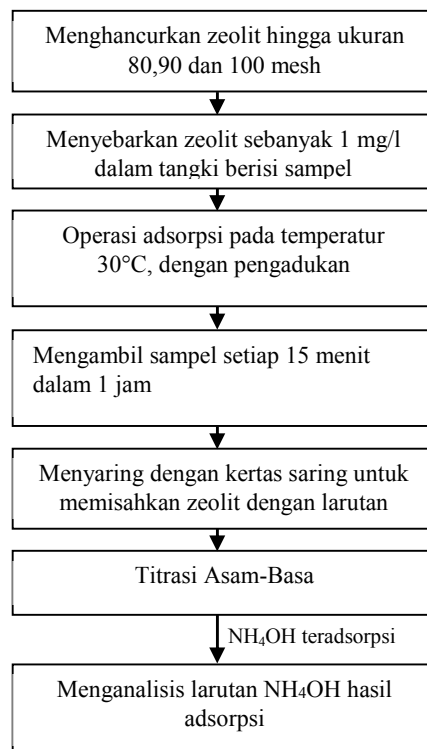 Menghancurkan zeolit hingga ukuran
80,90 dan 100 mesh
Menyebarkan zeolit sebanyak 1 mg/l
dalam tangki berisi sampel
Operasi adsorpsi pada temperatur
30°C, dengan pengadukan
Mengambil sampel setiap 15 menit
dalam 1 jam
Menyaring dengan kertas saring untuk
memisahkan zeolit dengan larutan
Titrasi Asam-Basa
NH₄OH teradsorpsi
Menganalisis larutan NH₄OH hasil
adsorpsi